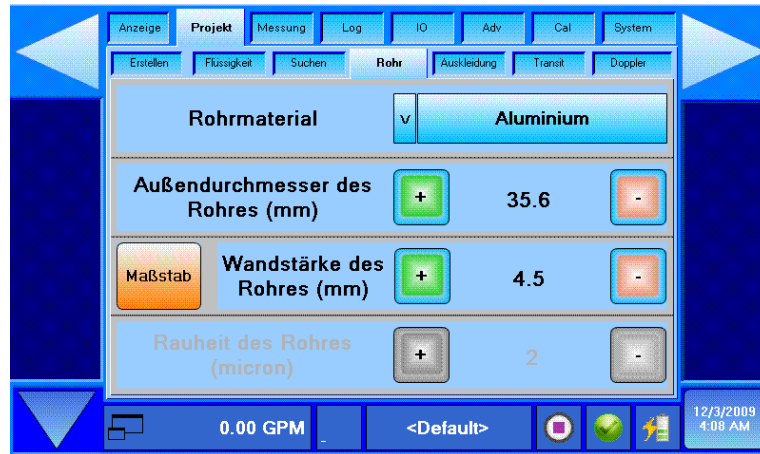 Anzeige Projekt Messung Log IO Adv Cal System
Erstellen Flüssigkeit Suchen Rohr Auskleidung Transit Doppler
Rohrmaterial v Aluminium
Außendurchmesser des
Rohres (mm) + 35.6 -
Maßstab Wandstärke des
Rohres (mm) + 4.5 -
Rauheit des Rohres
(micron) + 2 -
0.00 GPM _ <Default> 12/3/2009
4:08 AM